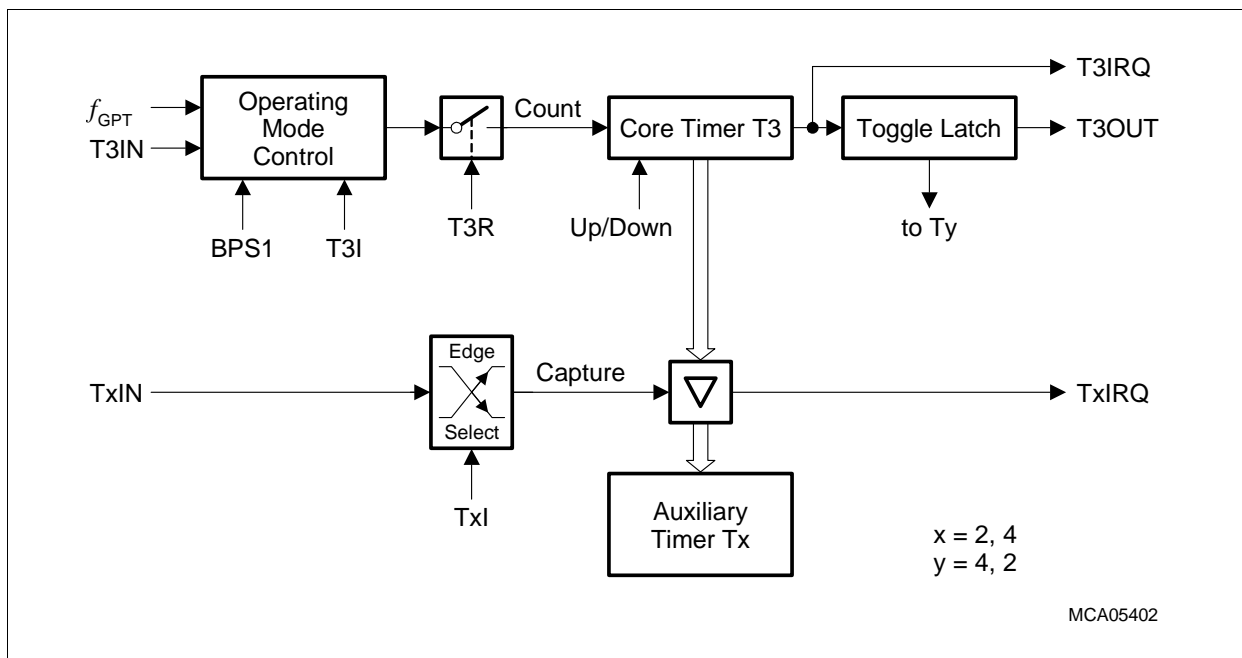 T3IRQ
f GPT
T3IN
Operating
Mode
Control
Count
Core Timer T3
Toggle Latch
T3OUT
BPS1
T3I
T3R
Up/Down
to Ty
TxIN
Edge
Select
Capture
TxIRQ
TxI
Auxiliary
Timer Tx
x = 2, 4
y = 4, 2
MCA05402